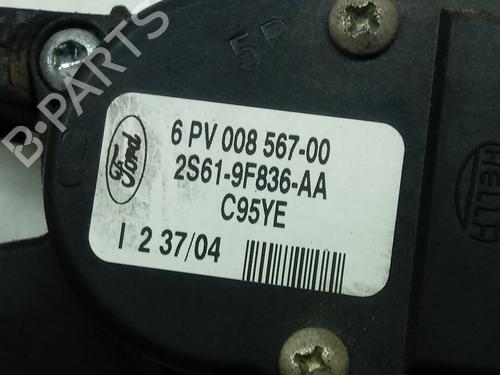 5P
B-PARTS
Ford
6 PV 008 567-00
2S61-9F836-AA
C95YE
I 2 37/04
HELLA